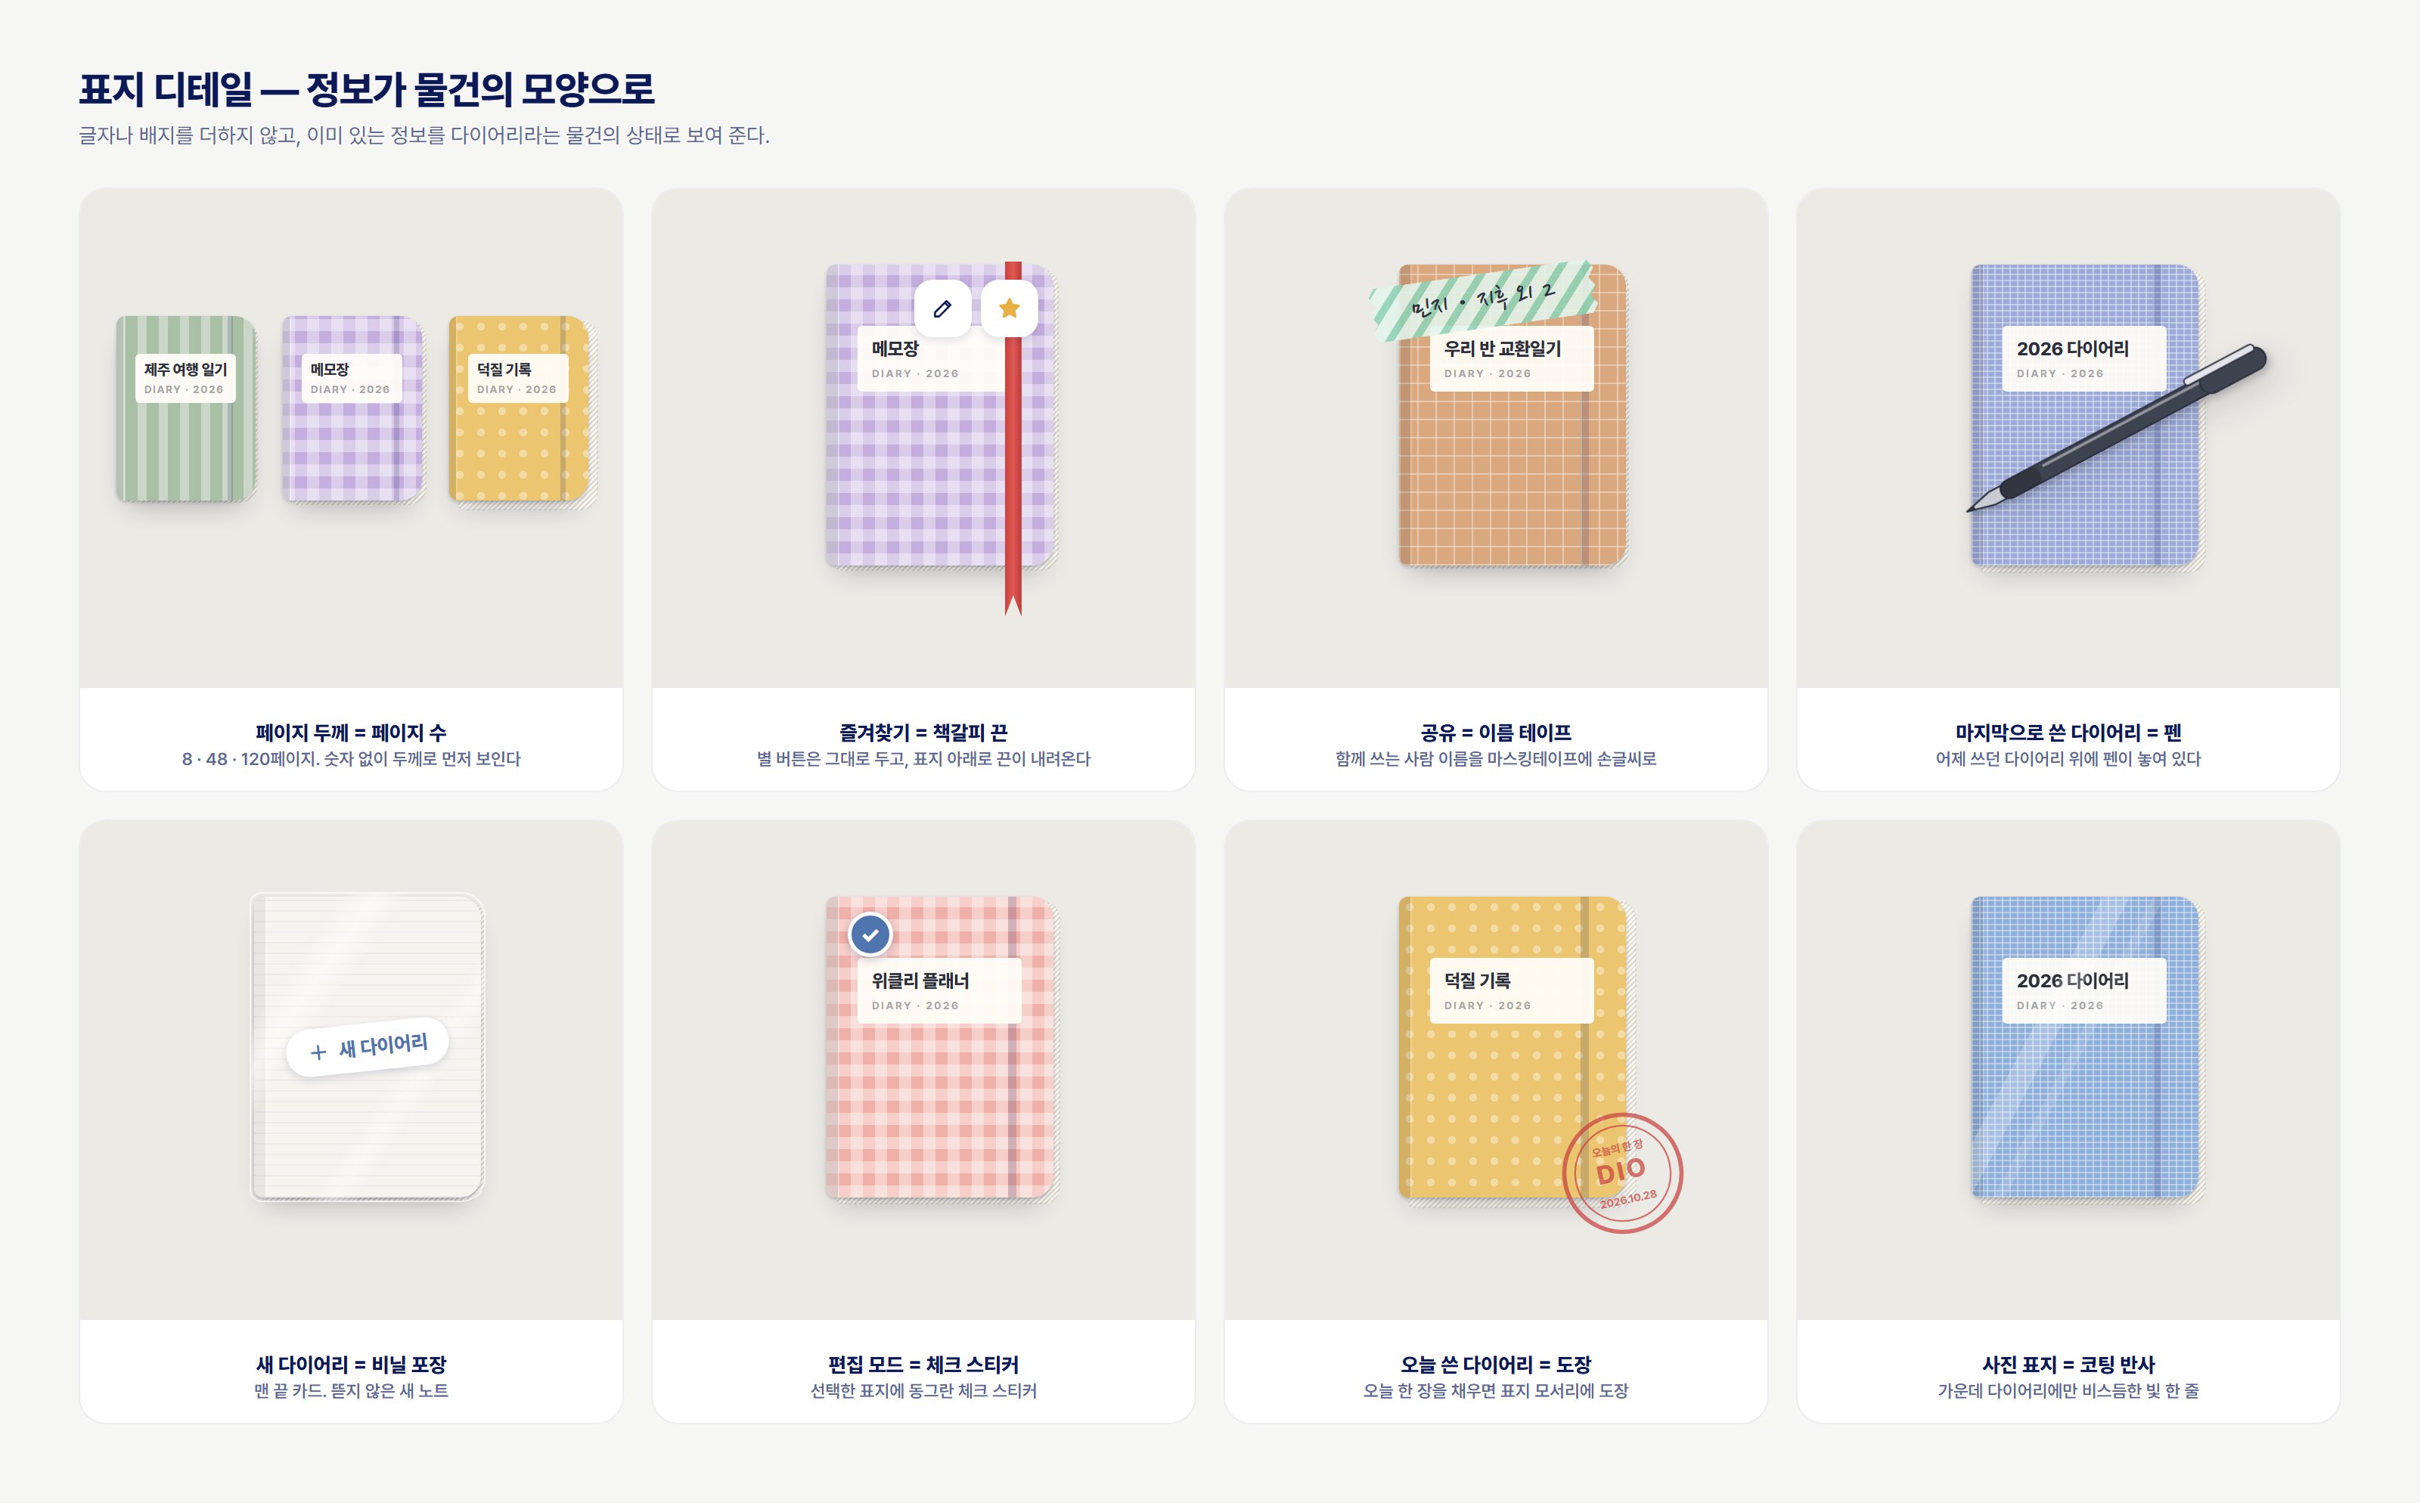 표지 디테일 — 정보가 물건의 모양으로
글자나 배지를 더하지 않고, 이미 있는 정보를 다이어리라는 물건의 상태로 보여 준다.
제주 여행 일기
DIARY · 2026
메모장
DIARY · 2026
덕질 기록
DIARY · 2026
페이지 두께 = 페이지 수
8 · 48 · 120페이지. 숫자 없이 두께로 먼저 보인다
메모장
DIARY · 2026
즐겨찾기 = 책갈피 끈
별 버튼은 그대로 두고, 표지 아래로 끈이 내려온다
민지 · 지후 외 2
우리 반 교환일기
DIARY · 2026
공유 = 이름 테이프
함께 쓰는 사람 이름을 마스킹테이프에 손글씨로
2026 다이어리
DIARY · 2026
마지막으로 쓴 다이어리 = 펜
어제 쓰던 다이어리 위에 펜이 놓여 있다
+ 새 다이어리
새 다이어리 = 비닐 포장
맨 끝 카드. 뜯지 않은 새 노트
위클리 플래너
DIARY · 2026
편집 모드 = 체크 스티커
선택한 표지에 동그란 체크 스티커
덕질 기록
DIARY · 2026
오늘의 한 장
DIO
2026.10.28
오늘 쓴 다이어리 = 도장
오늘 한 장을 채우면 표지 모서리에 도장
2026 다이어리
DIARY · 2026
사진 표지 = 코팅 반사
가운데 다이어리에만 비스듬한 빛 한 줄